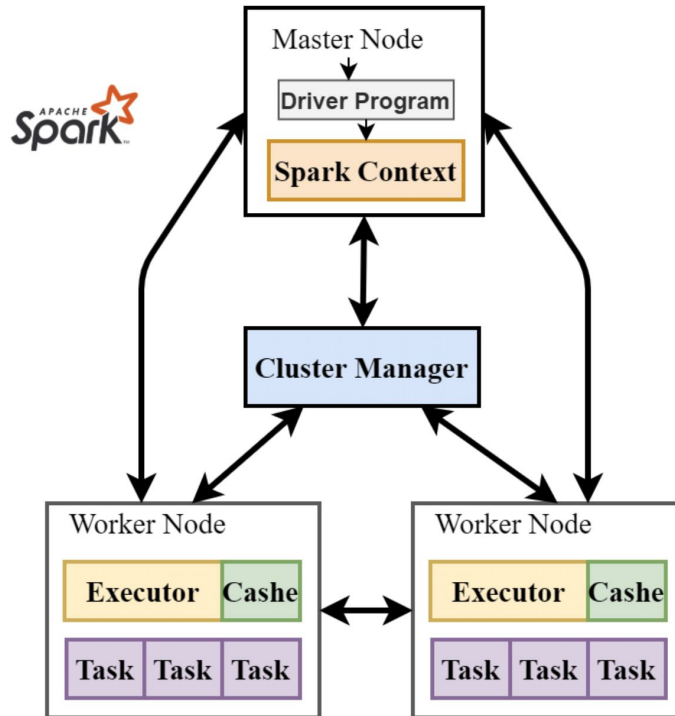 Master Node
Driver Program
APACHE
Spark™
Spark Context
Cluster Manager
Worker Node
Executor Cashe
Task Task Task
Worker Node
Executor Cashe
Task Task Task